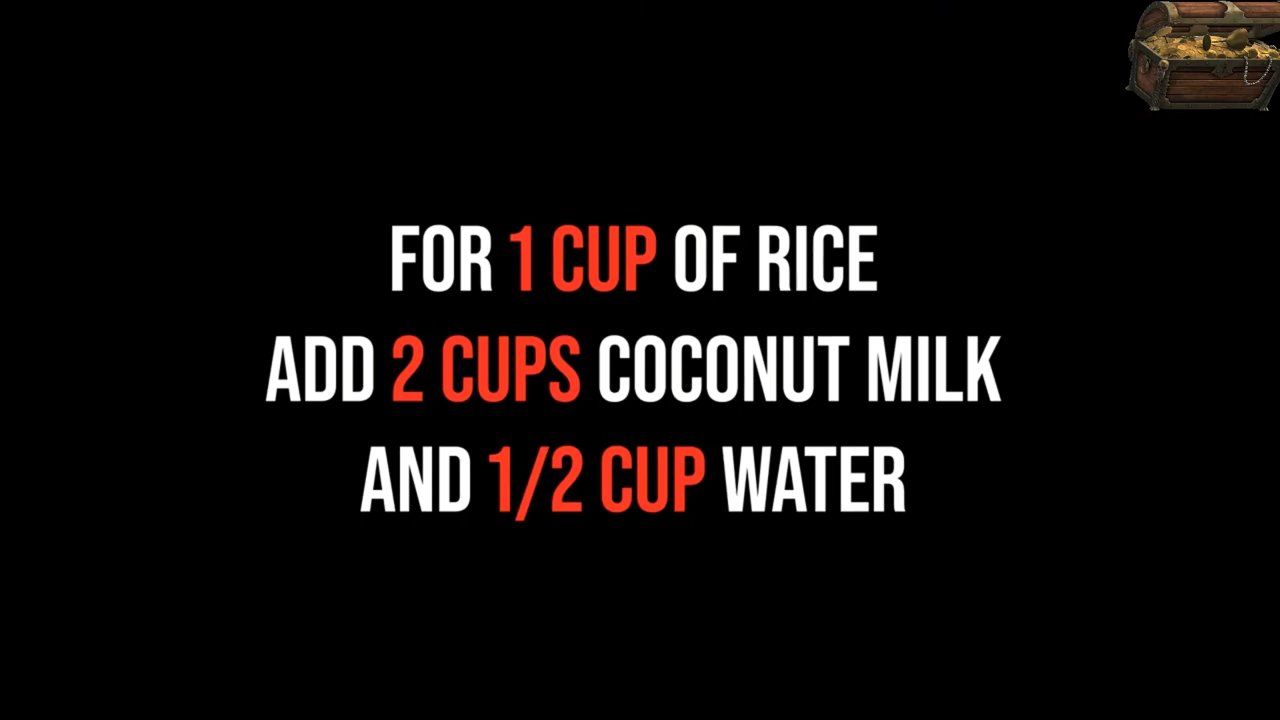 FOR 1 CUP OF RICE
ADD 2 CUPS COCONUT MILK
AND 1/2 CUP WATER